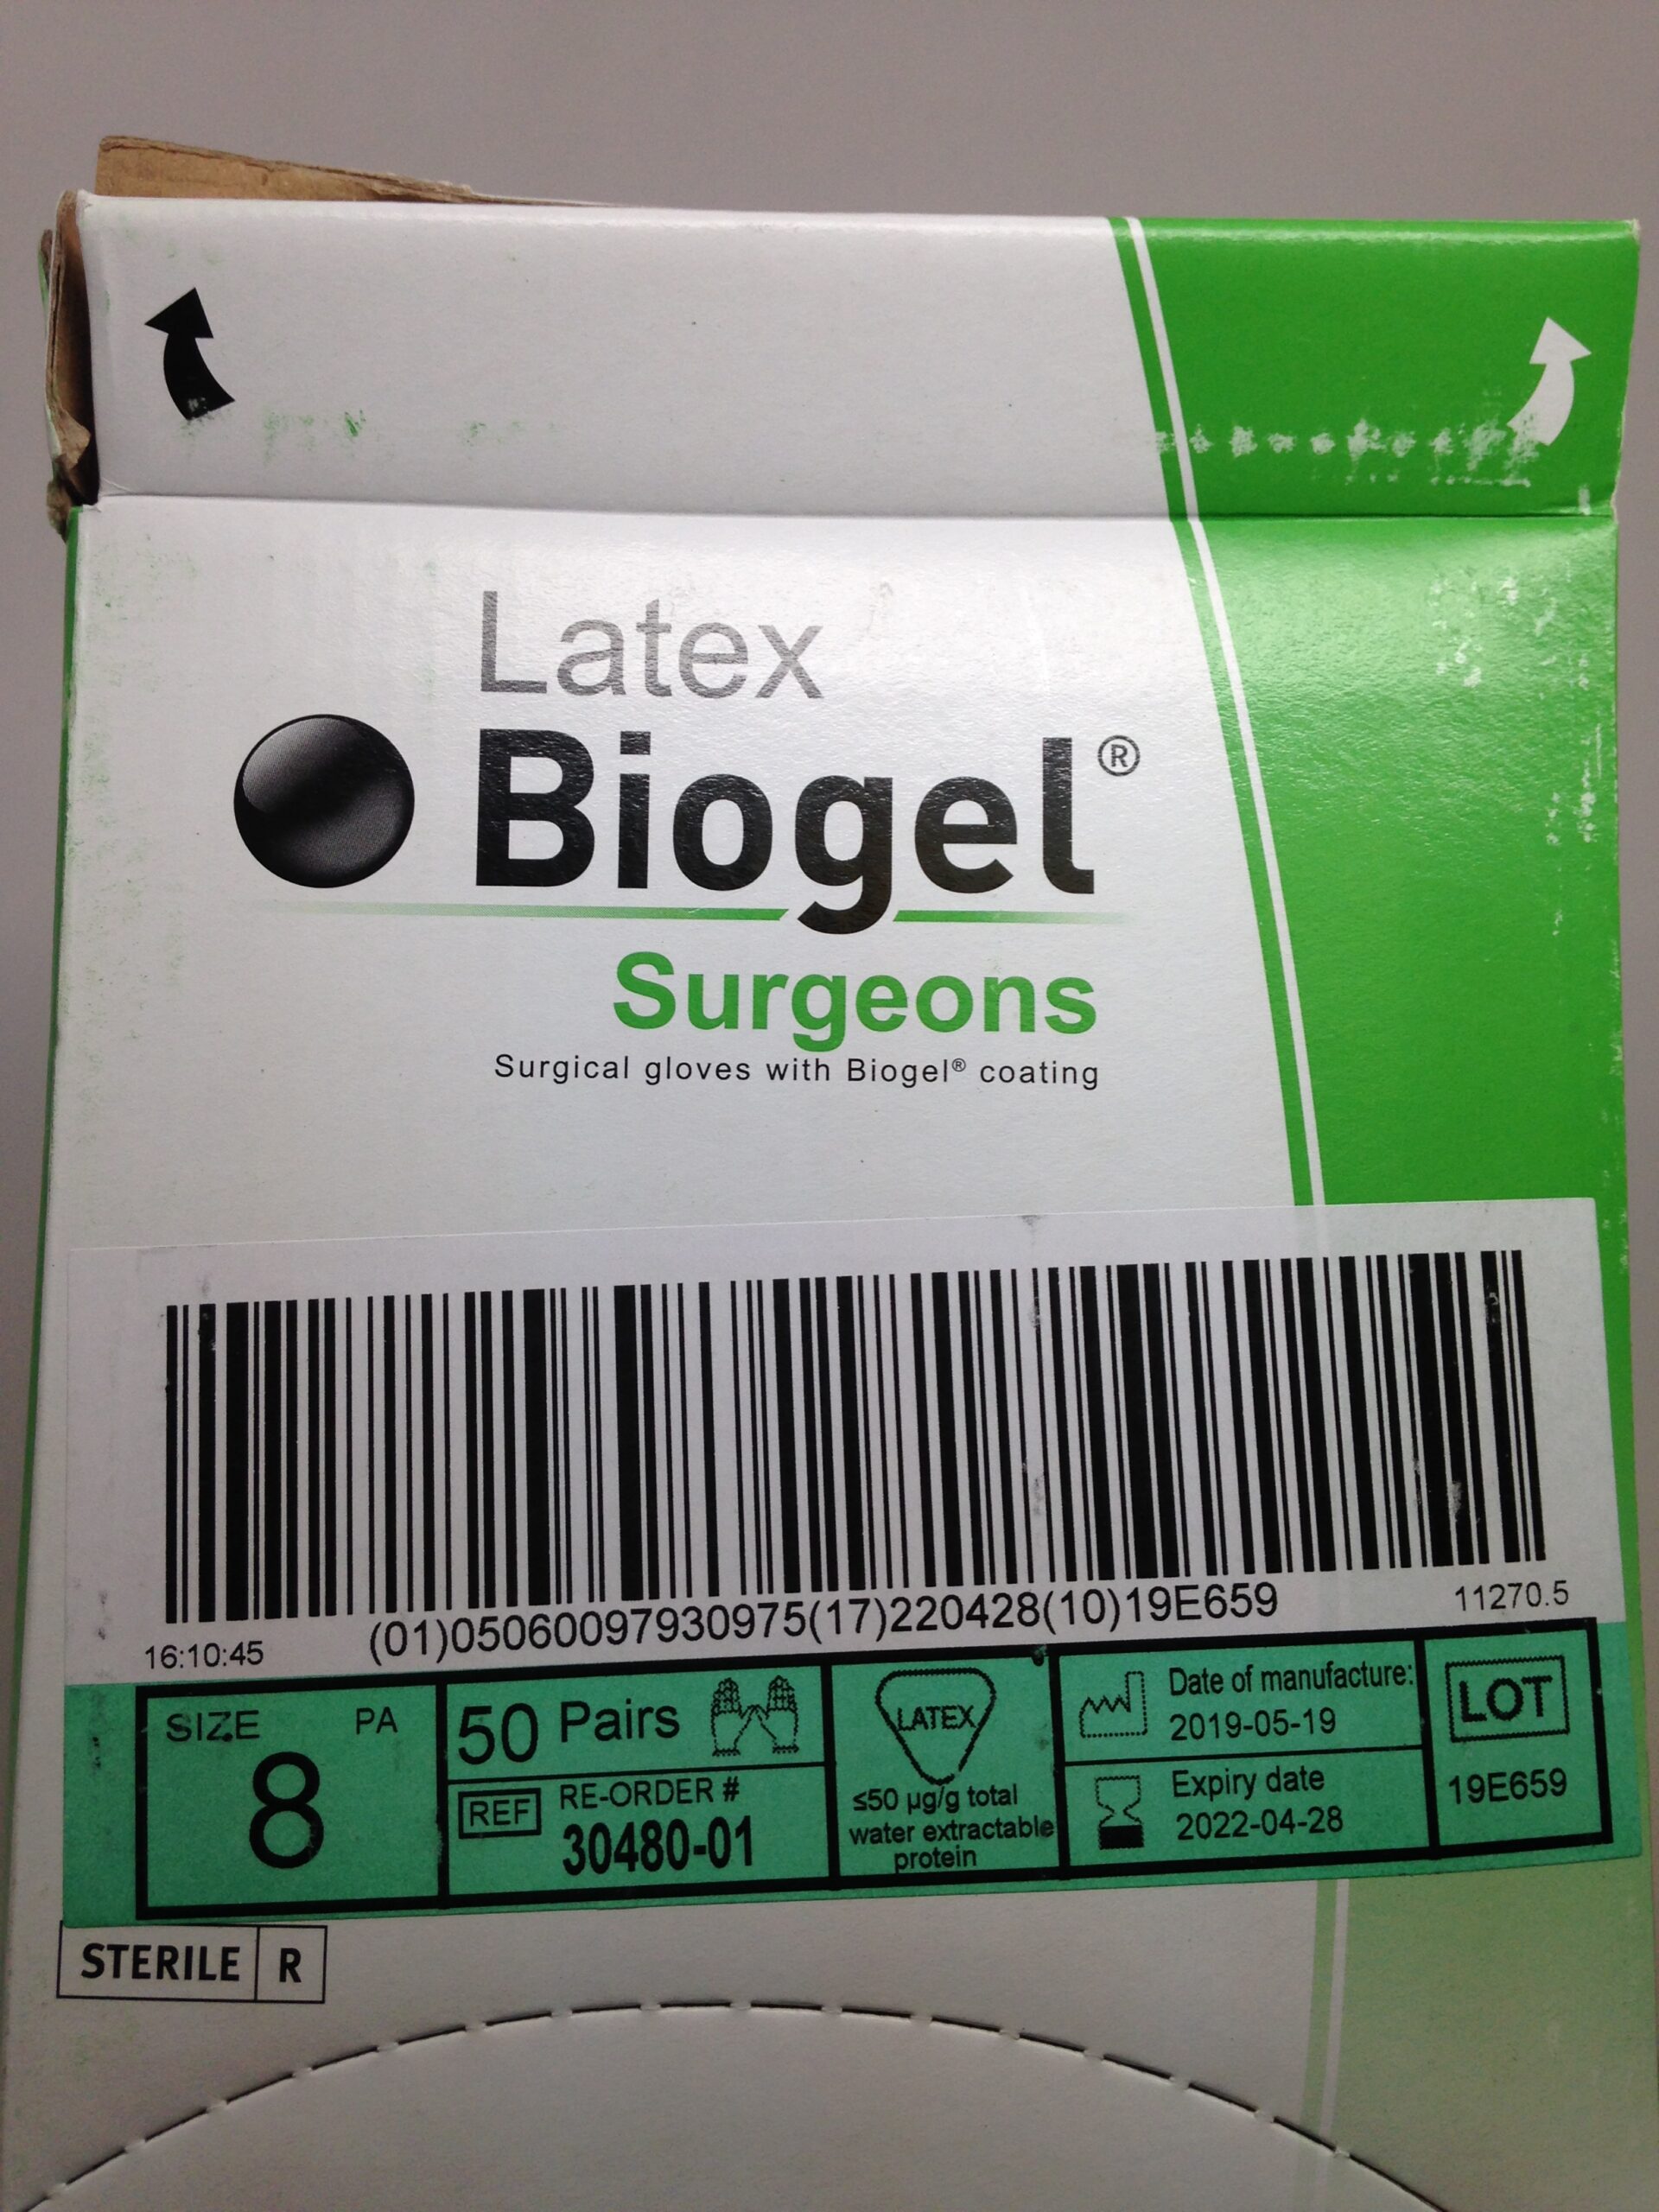 Latex
Biogel®
Surgeons
Surgical gloves with Biogel® coating
(01)05060097930975(17)220428(10)19E659
16:10:45
11270.5
SIZE PA
8
50 Pairs
REF RE-ORDER #
30480-01
LATEX
≤50 µg/g total
water extractable
protein
Date of manufacture:
2019-05-19
Expiry date
2022-04-28
LOT
19E659
STERILE R